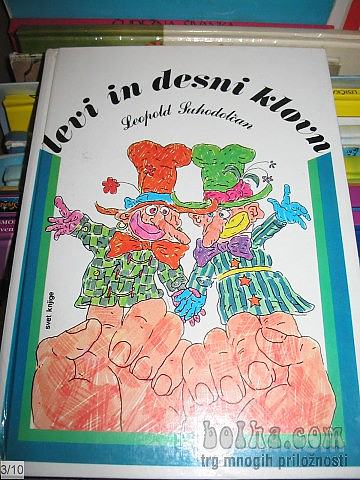 levi in desni klovn
Leopold Suhodolčan
svet knjige
bolha.com
trg mnogih priložnosti
3/10